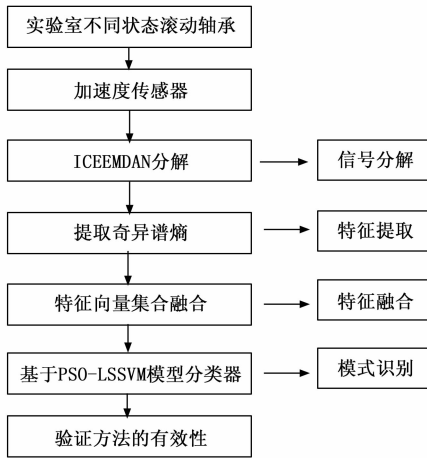 实验室不同状态滚动轴承
加速度传感器
ICEEMDAN分解
信号分解
提取奇异谱熵
特征提取
特征向量集合融合
特征融合
基于PSO-LSSVM模型分类器
模式识别
验证方法的有效性